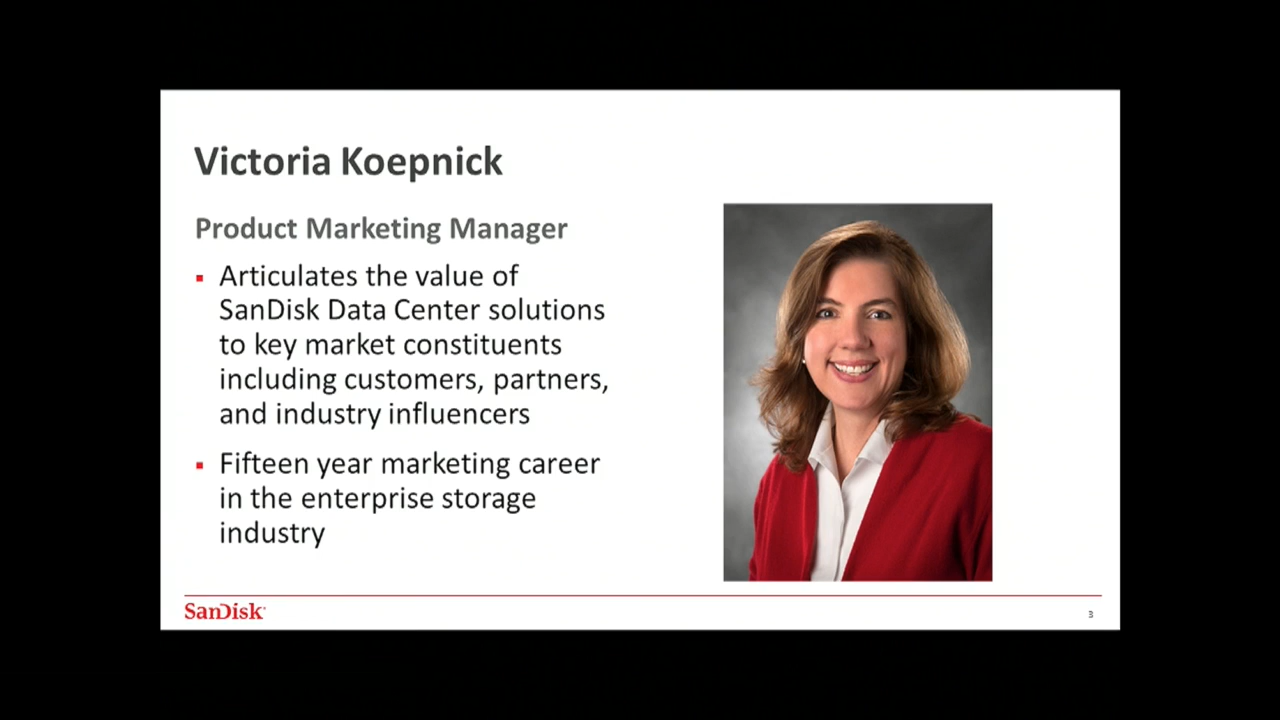 Victoria Koepnick
Product Marketing Manager
▪ Articulates the value of
SanDisk Data Center solutions
to key market constituents
including customers, partners,
and industry influencers
▪ Fifteen year marketing career
in the enterprise storage
industry
SanDisk
3